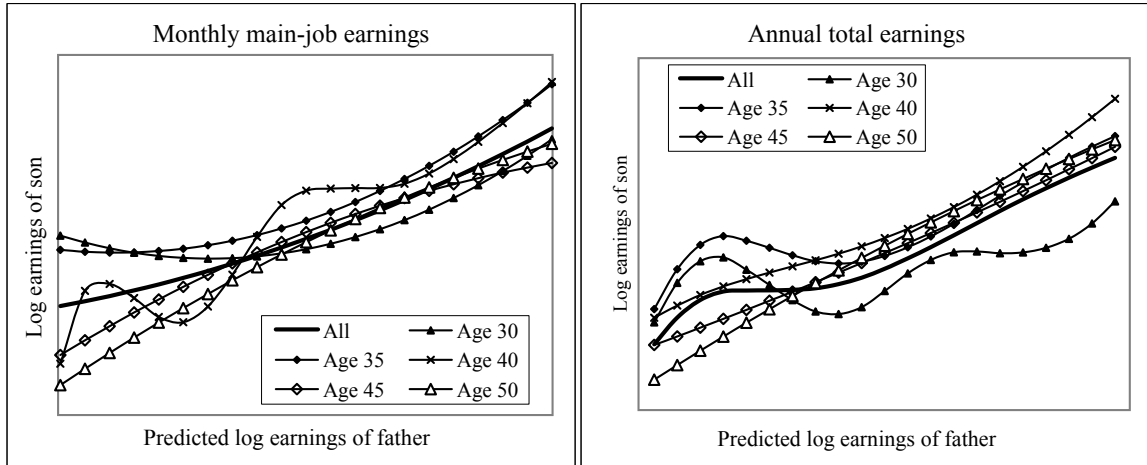 Monthly main-job earnings
Log earnings of son
All Age 30
Age 35 Age 40
Age 45 Age 50
Predicted log earnings of father
Annual total earnings
All Age 30
Age 35 Age 40
Age 45 Age 50
Log earnings of son
Predicted log earnings of father